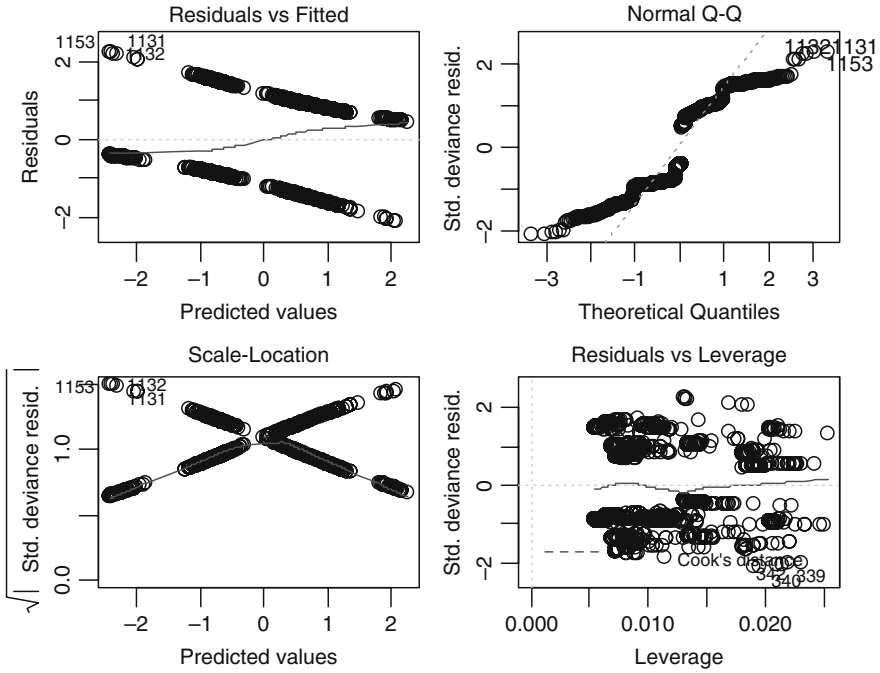 Residuals vs Fitted
1153
1131
1132
Residuals
2
0
−2
−2 −1 0 1 2
Predicted values
Normal Q-Q
11321131
1153
Std. deviance resid.
2
0
−2
−3 −1 1 2 3
Theoretical Quantiles
Scale-Location
1153
1132
1131
√| Std. deviance resid. |
1.0
0.0
−2 −1 0 1 2
Predicted values
Residuals vs Leverage
Std. deviance resid.
2
0
−2
Cook's distance
342
340
339
0.000 0.010 0.020
Leverage